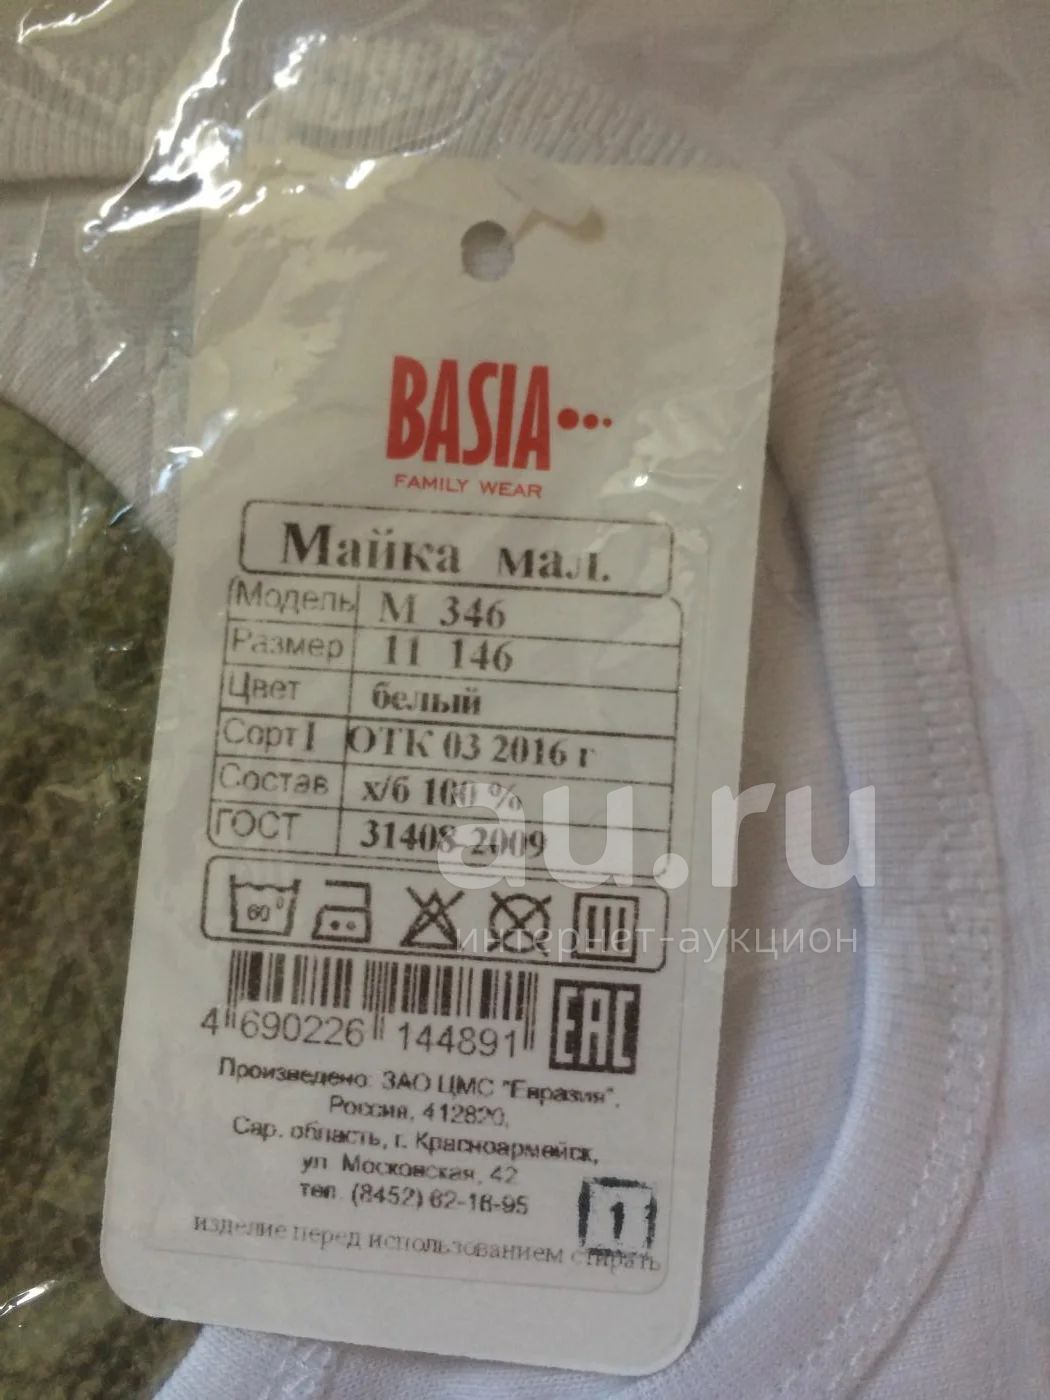 BASIA
FAMILY WEAR
Майка мал.
Модель М 346
Размер 11 146
Цвет белый
Сорт I ОТК 03 2016 г
Состав х/б 100 %
ГОСТ 31408-2009
au.ru
60°
интернет-аукцион
4 690226 144891
EAC
Произведено: ЗАО ЦМС "Евразия",
Россия, 412820,
Сар. область, г. Красноармейск,
ул. Московская, 42
тел. (8452) 62-16-95
1
изделие перед использованием стирать